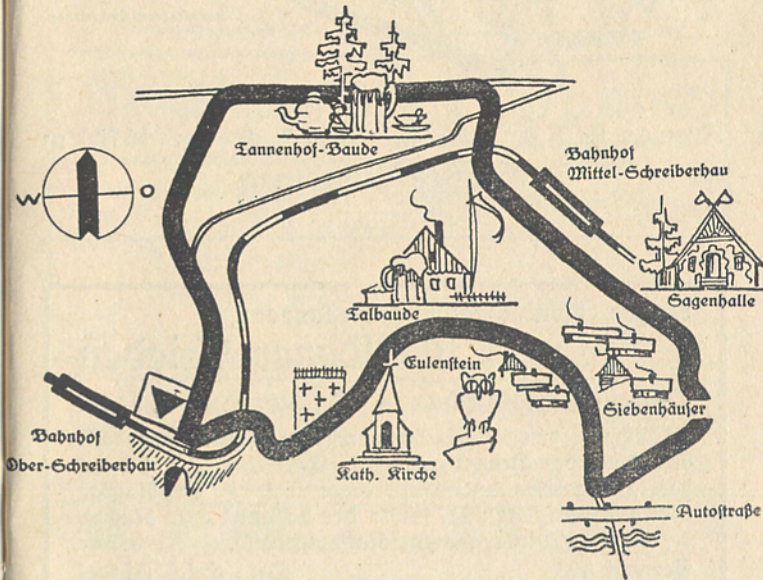 Tannenhof-Baude
Bahnhof
Mittel-Schreiberhau
W O
Sagenhalle
Talbaude
Eulenstein
Siebenhäuser
Bahnhof
Ober-Schreiberhau
Kath. Kirche
Autostraße